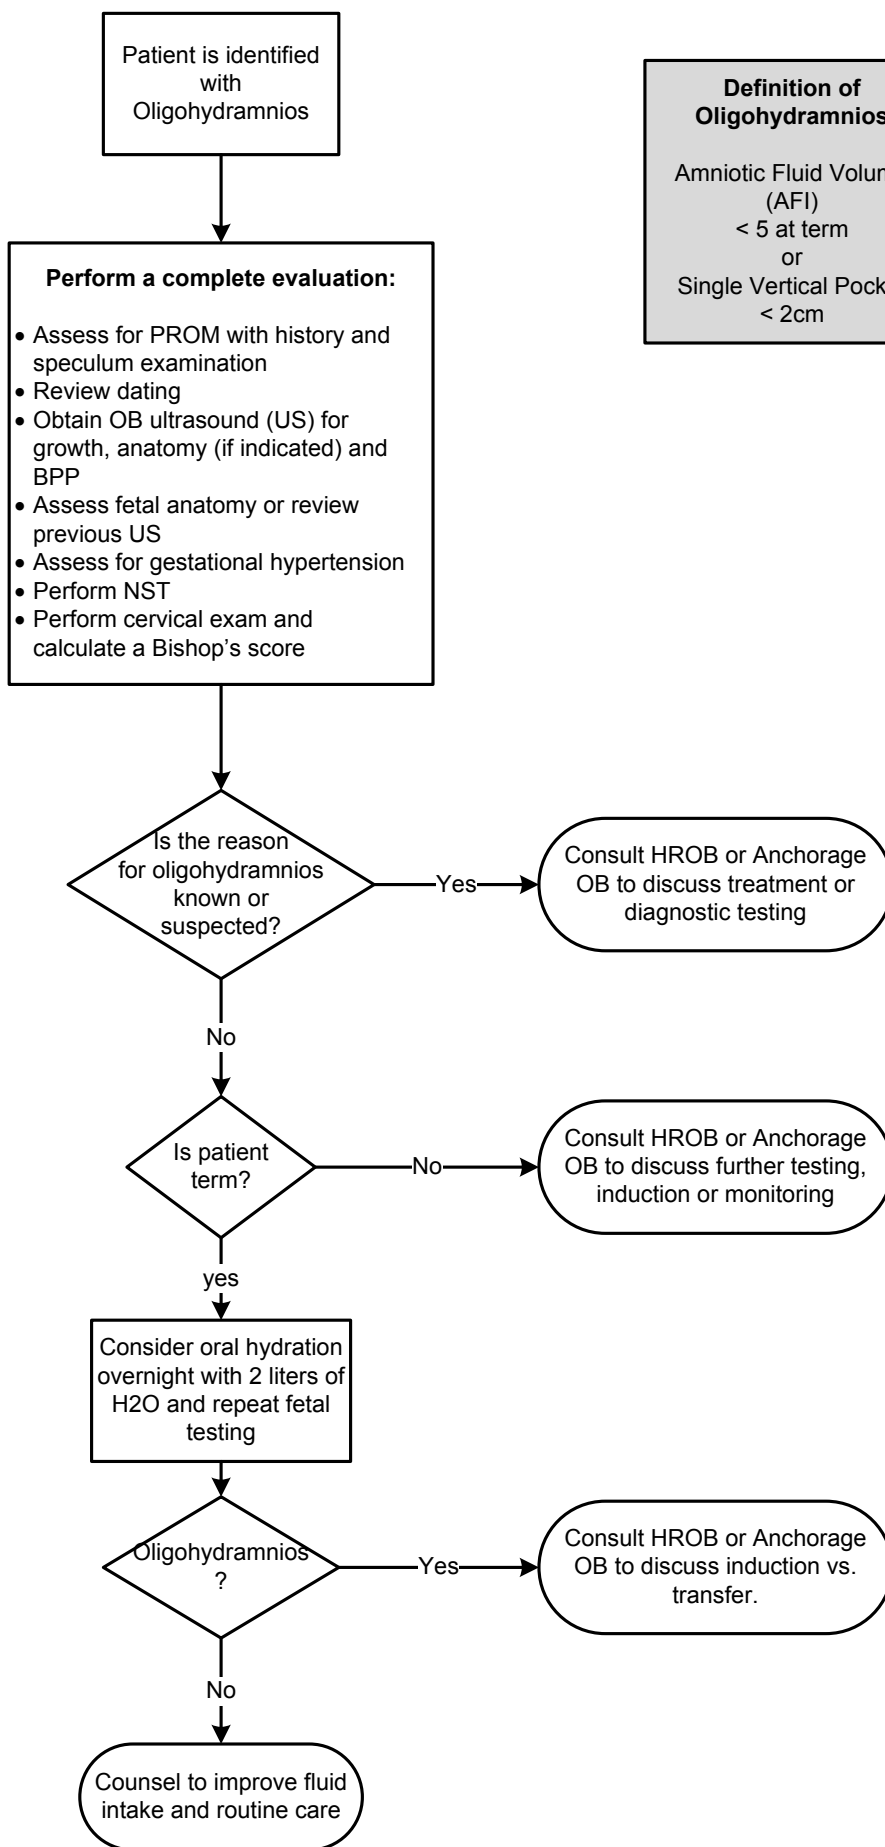 Patient is identified
with
Oligohydramnios
Definition of
Oligohydramnios
Amniotic Fluid
(AFI)
< 5 at term
or
Single Vertical
< 2cm
Perform a complete evaluation:
• Assess for PROM with history and
speculum examination
• Review dating
• Obtain OB ultrasound (US) for
growth, anatomy (if indicated) and
BPP
• Assess fetal anatomy or review
previous US
• Assess for gestational hypertension
• Perform NST
• Perform cervical exam and
calculate a Bishop's score
Is the reason
for oligohydramnios
known or
suspected?
Yes
Consult HROB or Anchorage
OB to discuss treatment or
diagnostic testing
No
Is patient
term?
No
Consult HROB or Anchorage
OB to discuss further testing,
induction or monitoring
yes
Consider oral hydration
overnight with 2 liters of
H2O and repeat fetal
testing
Oligohydramnios
?
Yes
Consult HROB or Anchorage
OB to discuss induction vs.
transfer.
No
Counsel to improve fluid
intake and routine care